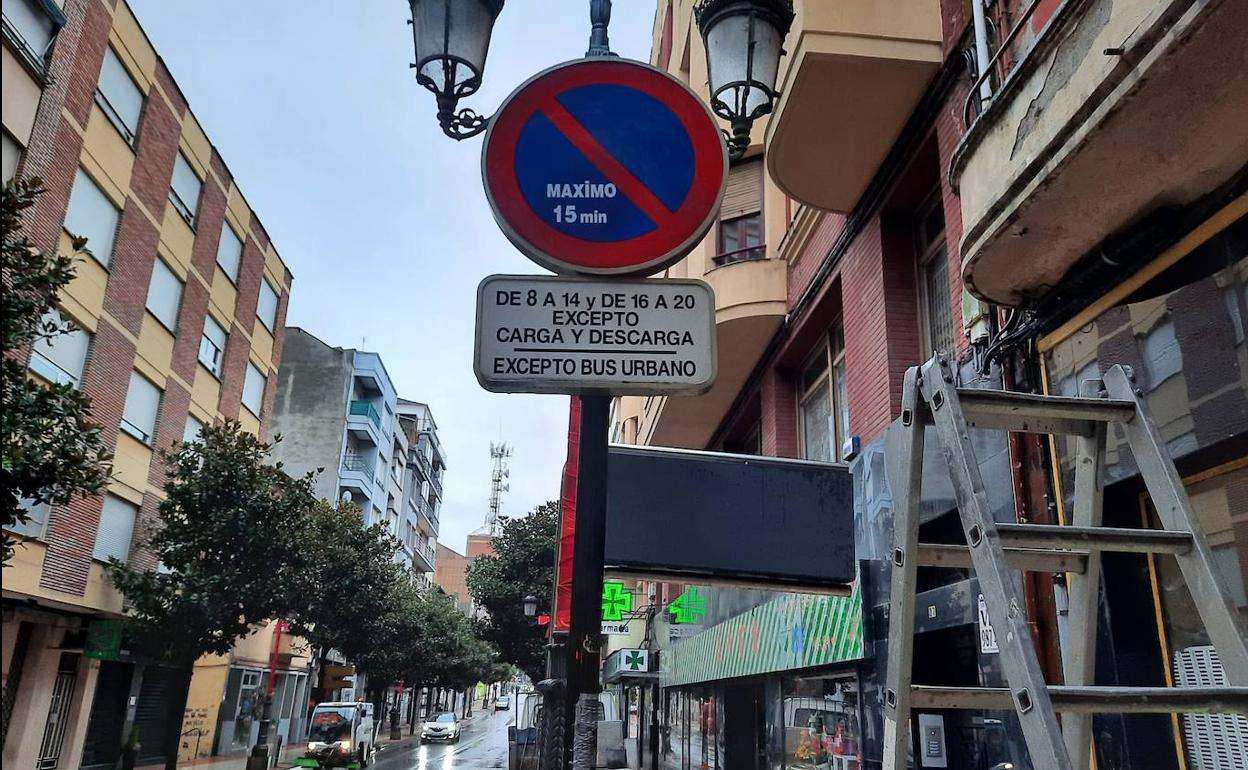 MAXiMO
15 min
DE 8 A 14 y DE 16 A 20
EXCEPTO
CARGA Y DESCARGA
EXCEPTO BUS URBANO